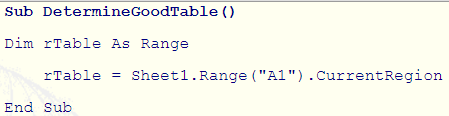 Sub DetermineGoodTable()
Dim rTable As Range
rTable = Sheet1.Range("A1").CurrentRegion
End Sub